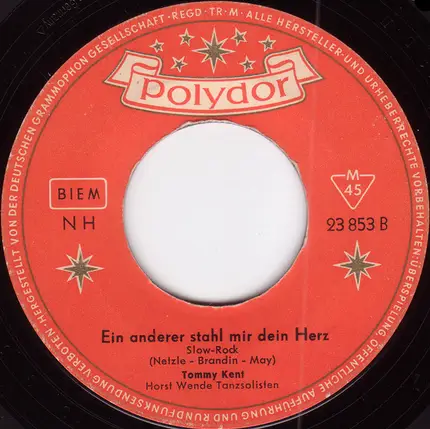 HERGESTELLT VON DER DEUTSCHEN GRAMMOPHON GESELLSCHAFT · REGD · TR · M · ALLE HERSTELLER- UND URHEBERRECHTE VORBEHALTEN · ÜBERSPIELUNG ÖFFENTLICHE AUFFÜHRUNG UND RUNDFUNKSENDUNG VERBOTEN
Polydor
BIEM
NH
M
45
23 853 B
Ein anderer stahl mir dein Herz
Slow-Rock
(Netzle - Brandin - May)
Tommy Kent
Horst Wende Tanzsolisten